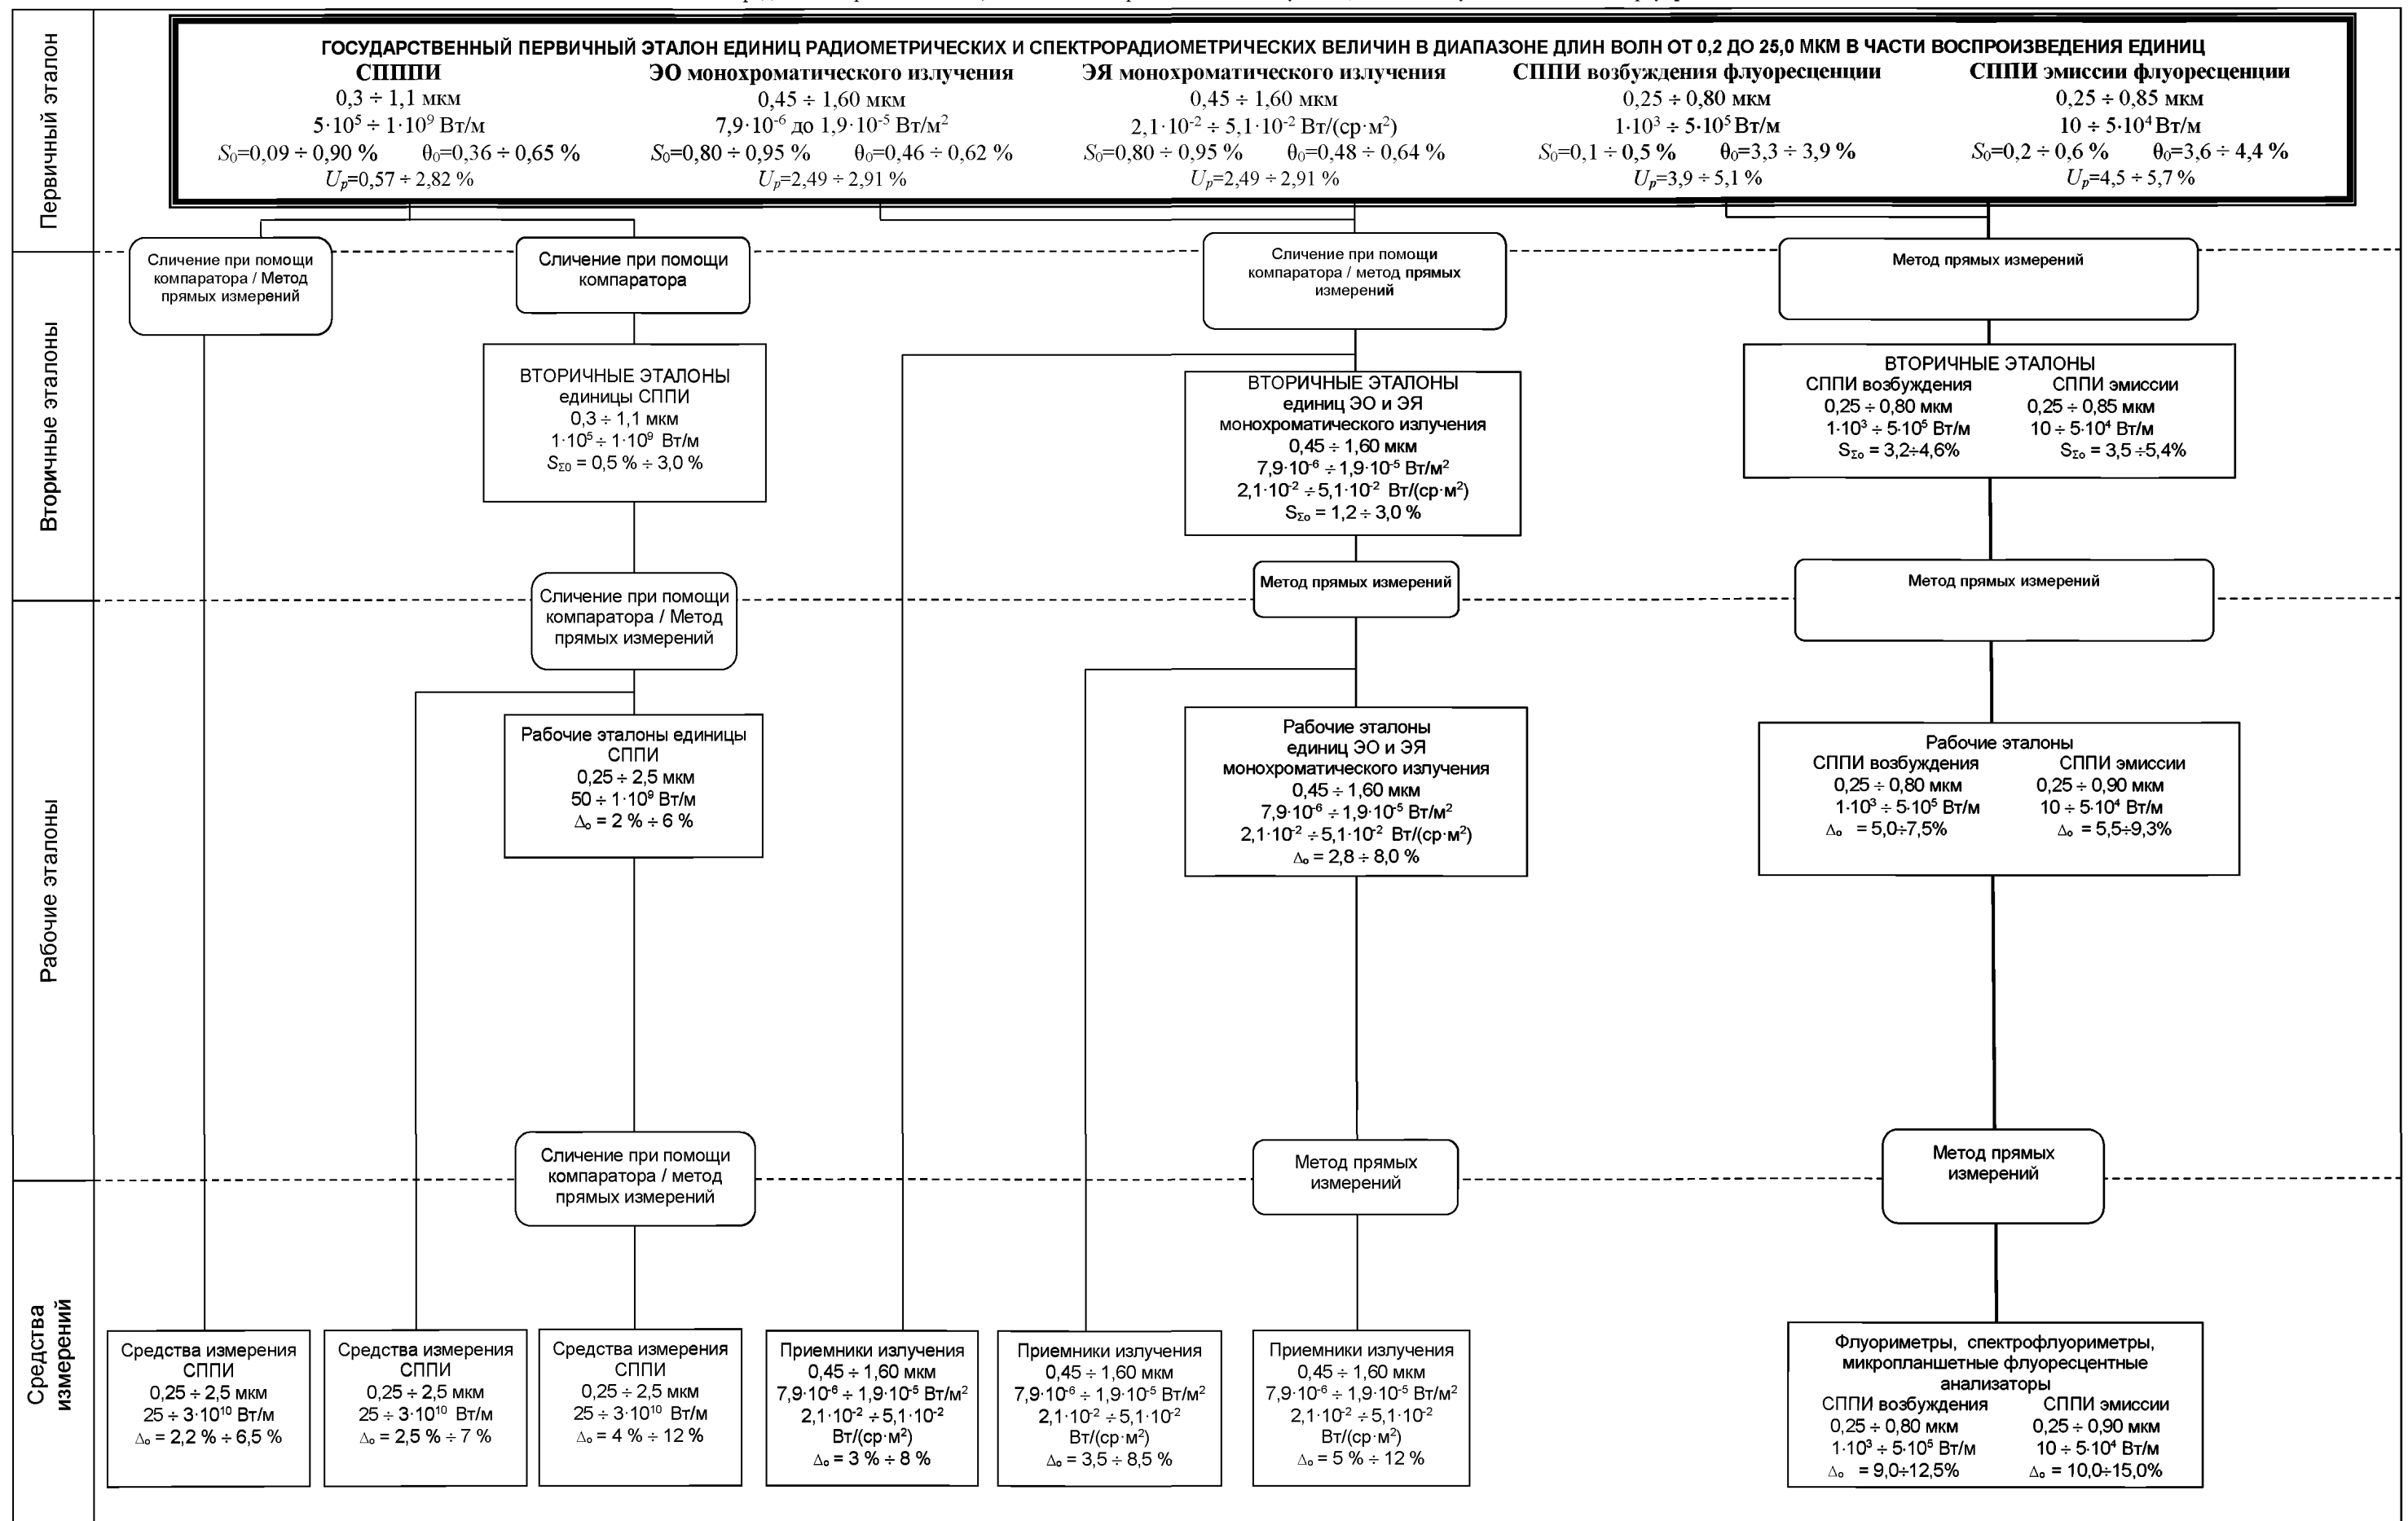 ГОСУДАРСТВЕННЫЙ ПЕРВИЧНЫЙ ЭТАЛОН ЕДИНИЦ РАДИОМЕТРИЧЕСКИХ И СПЕКТРОРАДИОМЕТРИЧЕСКИХ ВЕЛИЧИН В ДИАПАЗОНЕ ДЛИН ВОЛН ОТ 0,2 ДО 25,0 МКМ В ЧАСТИ ВОСПРОИЗВЕДЕНИЯ ЕДИНИЦ
СПППИ
0,3 ÷ 1,1 мкм
5·10⁵ ÷ 1·10⁹ Вт/м
S₀=0,09 ÷ 0,90 % θ₀=0,36 ÷ 0,65 %
Uₚ=0,57 ÷ 2,82 %
ЭО монохроматического излучения
0,45 ÷ 1,60 мкм
7,9·10⁻⁶ до 1,9·10⁻⁵ Вт/м²
S₀=0,80 ÷ 0,95 % θ₀=0,46 ÷ 0,62 %
Uₚ=2,49 ÷ 2,91 %
ЭЯ монохроматического излучения
0,45 ÷ 1,60 мкм
2,1·10⁻² ÷ 5,1·10⁻² Вт/(ср·м²)
S₀=0,80 ÷ 0,95 % θ₀=0,48 ÷ 0,64 %
Uₚ=2,49 ÷ 2,91 %
СППИ возбуждения флуоресценции
0,25 ÷ 0,80 мкм
1·10³ ÷ 5·10⁵ Вт/м
S₀=0,1 ÷ 0,5 % θ₀=3,3 ÷ 3,9 %
Uₚ=3,9 ÷ 5,1 %
СППИ эмиссии флуоресценции
0,25 ÷ 0,85 мкм
10 ÷ 5·10⁴ Вт/м
S₀=0,2 ÷ 0,6 % θ₀=3,6 ÷ 4,4 %
Uₚ=4,5 ÷ 5,7 %
Первичный эталон
Сличение при помощи
компаратора / Метод
прямых измерений
Сличение при помощи
компаратора
Сличение при помощи
компаратора / метод прямых
измерений
Метод прямых измерений
Вторичные эталоны
ВТОРИЧНЫЕ ЭТАЛОНЫ
единицы СППИ
0,3 ÷ 1,1 мкм
1·10⁵ ÷ 1·10⁹ Вт/м
S_Σ0 = 0,5 % ÷ 3,0 %
ВТОРИЧНЫЕ ЭТАЛОНЫ
единиц ЭО и ЭЯ
монохроматического излучения
0,45 ÷ 1,60 мкм
7,9·10⁻⁶ ÷ 1,9·10⁻⁵ Вт/м²
2,1·10⁻² ÷ 5,1·10⁻² Вт/(ср·м²)
S_Σo = 1,2 ÷ 3,0 %
ВТОРИЧНЫЕ ЭТАЛОНЫ
СППИ возбуждения СППИ эмиссии
0,25 ÷ 0,80 мкм 0,25 ÷ 0,85 мкм
1·10³ ÷ 5·10⁵ Вт/м 10 ÷ 5·10⁴ Вт/м
S_Σo = 3,2÷4,6% S_Σo = 3,5 ÷5,4%
Сличение при помощи
компаратора / Метод
прямых измерений
Метод прямых измерений
Метод прямых измерений
Рабочие эталоны
Рабочие эталоны единицы
СППИ
0,25 ÷ 2,5 мкм
50 ÷ 1·10⁹ Вт/м
Δₒ = 2 % ÷ 6 %
Рабочие эталоны
единиц ЭО и ЭЯ
монохроматического излучения
0,45 ÷ 1,60 мкм
7,9·10⁻⁶ ÷ 1,9·10⁻⁵ Вт/м²
2,1·10⁻² ÷ 5,1·10⁻² Вт/(ср·м²)
Δₒ = 2,8 ÷ 8,0 %
Рабочие эталоны
СППИ возбуждения СППИ эмиссии
0,25 ÷ 0,80 мкм 0,25 ÷ 0,90 мкм
1·10³ ÷ 5·10⁵ Вт/м 10 ÷ 5·10⁴ Вт/м
Δₒ = 5,0÷7,5% Δₒ = 5,5÷9,3%
Сличение при помощи
компаратора / метод
прямых измерений
Метод прямых
измерений
Метод прямых
измерений
Средства
измерений
Средства измерения
СППИ
0,25 ÷ 2,5 мкм
25 ÷ 3·10¹⁰ Вт/м
Δₒ = 2,2 % ÷ 6,5 %
Средства измерения
СППИ
0,25 ÷ 2,5 мкм
25 ÷ 3·10¹⁰ Вт/м
Δₒ = 2,5 % ÷ 7 %
Средства измерения
СППИ
0,25 ÷ 2,5 мкм
25 ÷ 3·10¹⁰ Вт/м
Δₒ = 4 % ÷ 12 %
Приемники излучения
0,45 ÷ 1,60 мкм
7,9·10⁻⁶ ÷ 1,9·10⁻⁵ Вт/м²
2,1·10⁻² ÷ 5,1·10⁻²
Вт/(ср·м²)
Δₒ = 3 % ÷ 8 %
Приемники излучения
0,45 ÷ 1,60 мкм
7,9·10⁻⁶ ÷ 1,9·10⁻⁵ Вт/м²
2,1·10⁻² ÷ 5,1·10⁻²
Вт/(ср·м²)
Δₒ = 3,5 ÷ 8,5 %
Приемники излучения
0,45 ÷ 1,60 мкм
7,9·10⁻⁶ ÷ 1,9·10⁻⁵ Вт/м²
2,1·10⁻² ÷ 5,1·10⁻²
Вт/(ср·м²)
Δₒ = 5 % ÷ 12 %
Флуориметры, спектрофлуориметры,
микропланшетные флуоресцентные
анализаторы
СППИ возбуждения СППИ эмиссии
0,25 ÷ 0,80 мкм 0,25 ÷ 0,90 мкм
1·10³ ÷ 5·10⁵ Вт/м 10 ÷ 5·10⁴ Вт/м
Δₒ = 9,0÷12,5% Δₒ = 10,0÷15,0%